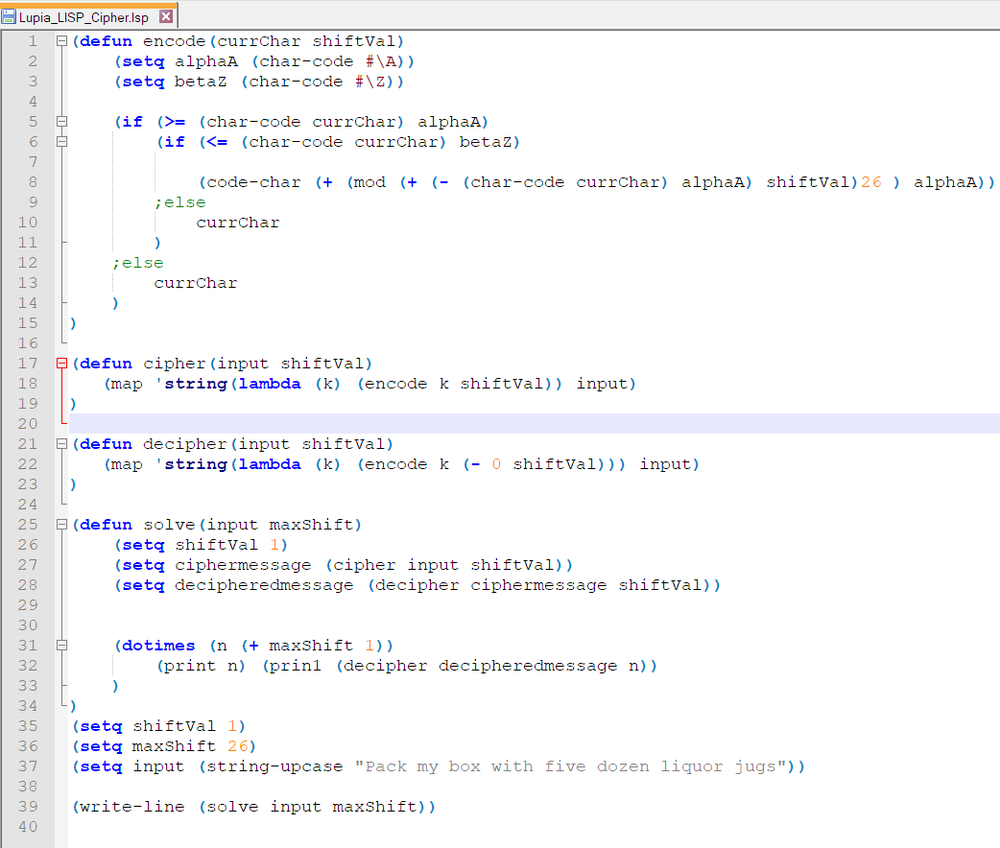 Lupia_LISP_Cipher.lsp
1 (defun encode(currChar shiftVal)
2 (setq alphaA (char-code #\A))
3 (setq betaZ (char-code #\Z))
4
5 (if (>= (char-code currChar) alphaA)
6 (if (<= (char-code currChar) betaZ)
7
8 (code-char (+ (mod (+ (- (char-code currChar) alphaA) shiftVal)26 ) alphaA))
9 ;else
10 currChar
11 )
12 ;else
13 currChar
14 )
15 )
16
17 (defun cipher(input shiftVal)
18 (map 'string(lambda (k) (encode k shiftVal)) input)
19 )
20
21 (defun decipher(input shiftVal)
22 (map 'string(lambda (k) (encode k (- 0 shiftVal))) input)
23 )
24
25 (defun solve(input maxShift)
26 (setq shiftVal 1)
27 (setq ciphermessage (cipher input shiftVal))
28 (setq decipheredmessage (decipher ciphermessage shiftVal))
29
30
31 (dotimes (n (+ maxShift 1))
32 (print n) (prin1 (decipher decipheredmessage n))
33 )
34 )
35 (setq shiftVal 1)
36 (setq maxShift 26)
37 (setq input (string-upcase "Pack my box with five dozen liquor jugs"))
38
39 (write-line (solve input maxShift))
40